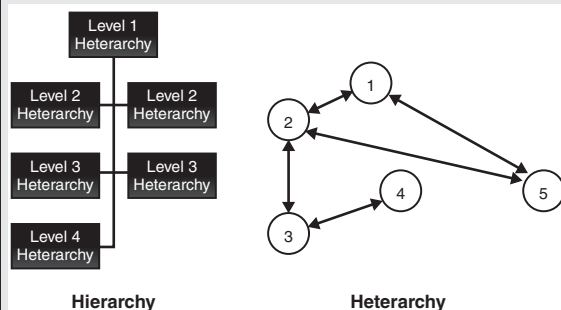 Level 1
Heterarchy
Level 2
Heterarchy
Level 2
Heterarchy
Level 3
Heterarchy
Level 3
Heterarchy
Level 4
Heterarchy
Hierarchy
1
2
3
4
5
Heterarchy